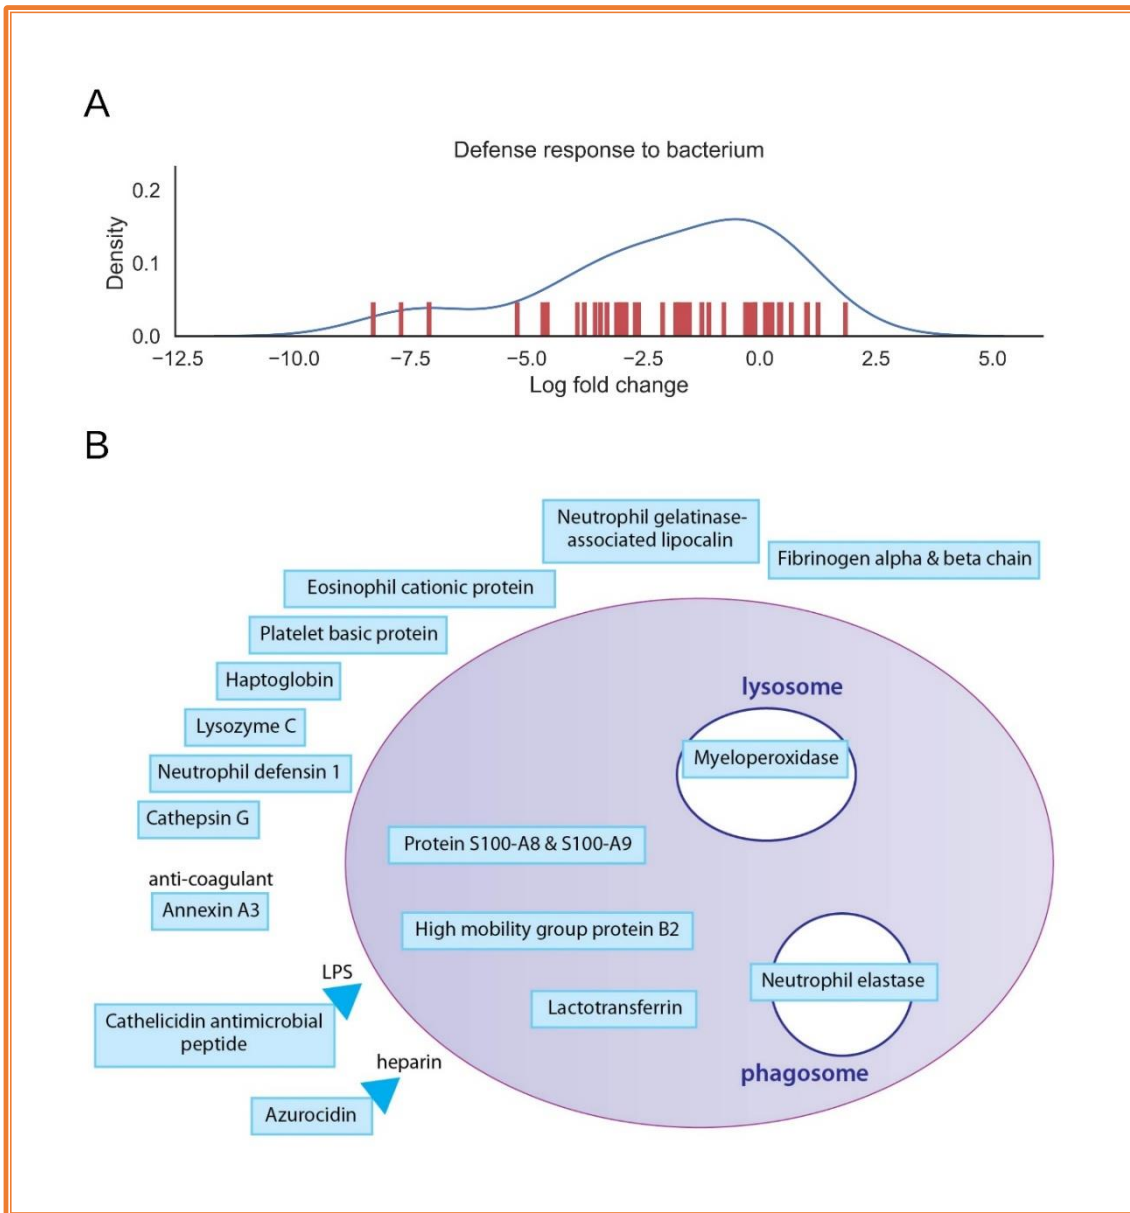 A
Defense response to bacterium
0.2
0.1
0.0
Density
−12.5 −10.0 −7.5 −5.0 −2.5 0.0 2.5 5.0
Log fold change
B
Neutrophil gelatinase-
associated lipocalin
Fibrinogen alpha & beta chain
Eosinophil cationic protein
Platelet basic protein
Haptoglobin
lysosome
Lysozyme C
Myeloperoxidase
Neutrophil defensin 1
Cathepsin G
Protein S100-A8 & S100-A9
anti-coagulant
Annexin A3
High mobility group protein B2
LPS
Neutrophil elastase
Cathelicidin antimicrobial
peptide
Lactotransferrin
heparin
phagosome
Azurocidin